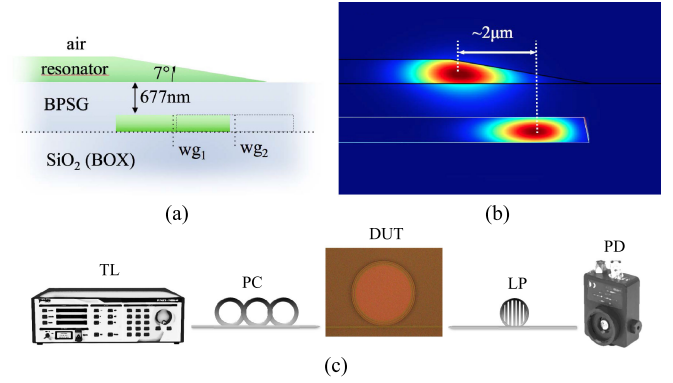 air
resonator
7°
677nm
BPSG
wg1
wg2
SiO2 (BOX)
(a)
~2μm
(b)
TL
PC
DUT
LP
PD
(c)